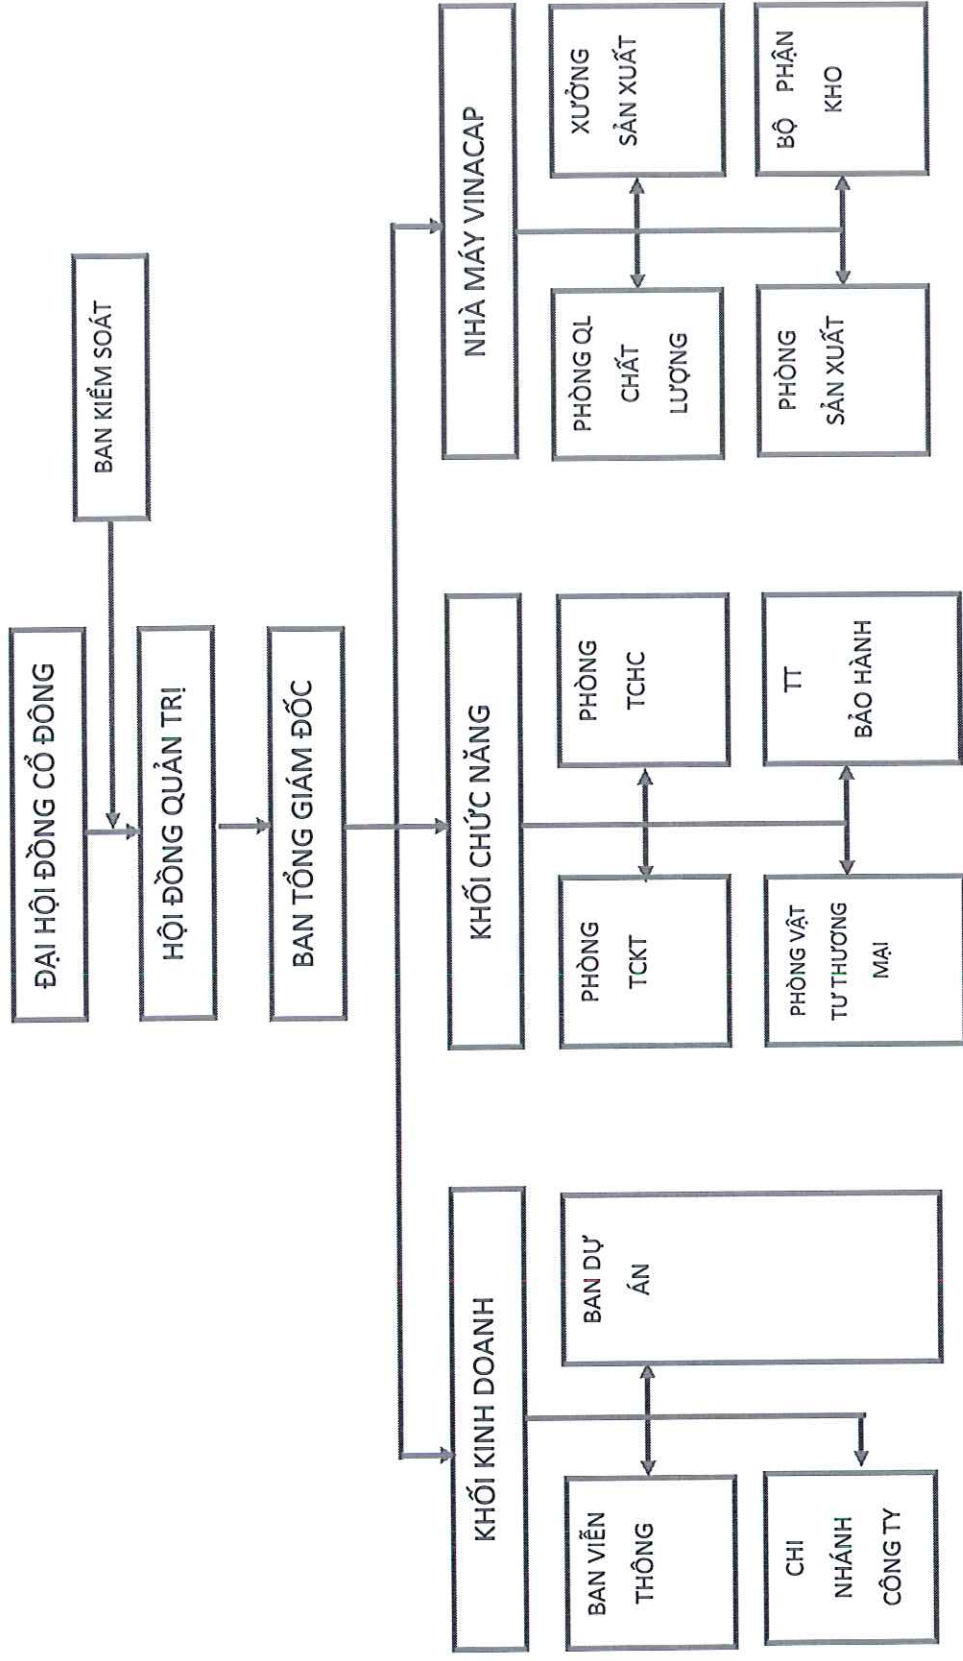 ĐẠI HỘI ĐỒNG CỔ ĐÔNG
BAN KIỂM SOÁT
HỘI ĐỒNG QUẢN TRỊ
BAN TỔNG GIÁM ĐỐC
KHỐI KINH DOANH
KHỐI CHỨC NĂNG
NHÀ MÁY VINACAP
BAN VIỄN
THÔNG
BAN DỰ
ÁN
CHI
NHÁNH
CÔNG TY
PHÒNG
TCKT
PHÒNG
TCHC
PHÒNG VẬT
TƯ THƯƠNG
MẠI
TT
BẢO HÀNH
PHÒNG QL
CHẤT
LƯỢNG
XƯỞNG
SẢN XUẤT
PHÒNG
SẢN XUẤT
BỘ PHẬN
KHO